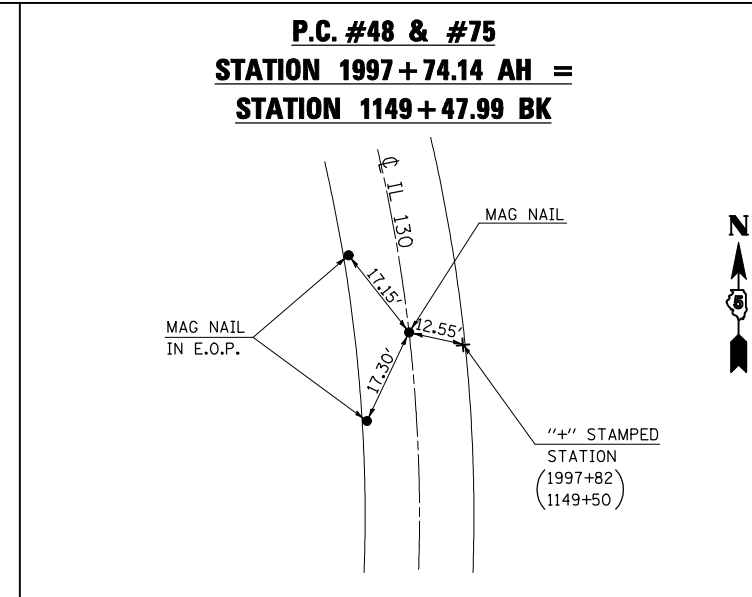 P.C. #48 & #75
STATION 1997+74.14 AH =
STATION 1149+47.99 BK
℄ IL 130
MAG NAIL
N
5
17.15'
12.55'
MAG NAIL
IN E.O.P.
17.30'
"+" STAMPED
STATION
(1997+82
1149+50)